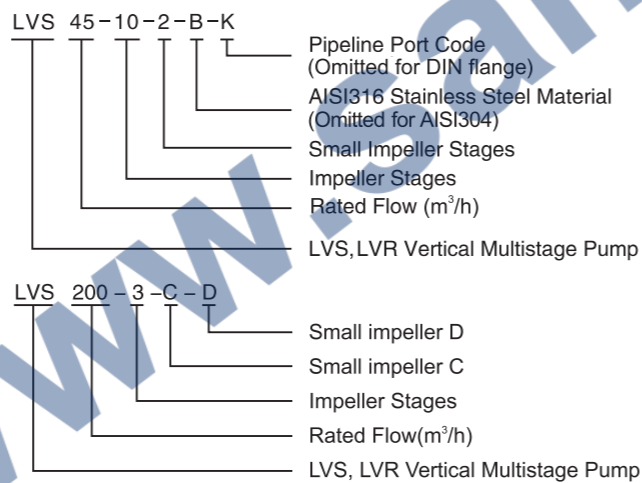 LVS 45-10-2-B-K
Pipeline Port Code
(Omitted for DIN flange)
AISI316 Stainless Steel Material
(Omitted for AISI304)
Small Impeller Stages
Impeller Stages
Rated Flow (m³/h)
LVS, LVR Vertical Multistage Pump
LVS 200-3-C-D
Small impeller D
Small impeller C
Impeller Stages
Rated Flow(m³/h)
LVS, LVR Vertical Multistage Pump
www.sa